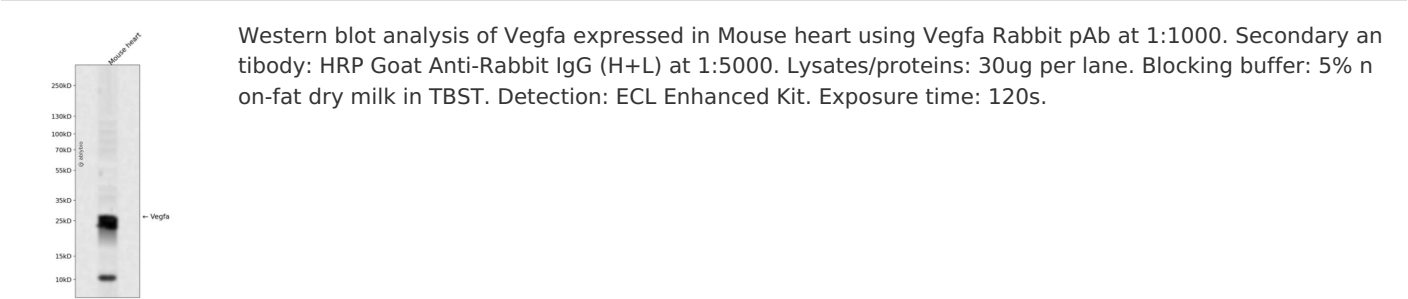 Mouse heart
Western blot analysis of Vegfa expressed in Mouse heart using Vegfa Rabbit pAb at 1:1000. Secondary an
tibody: HRP Goat Anti-Rabbit IgG (H+L) at 1:5000. Lysates/proteins: 30ug per lane. Blocking buffer: 5% n
on-fat dry milk in TBST. Detection: ECL Enhanced Kit. Exposure time: 120s.
250kD
130kD
100kD
70kD
55kD
35kD
25kD
15kD
10kD
← Vegfa